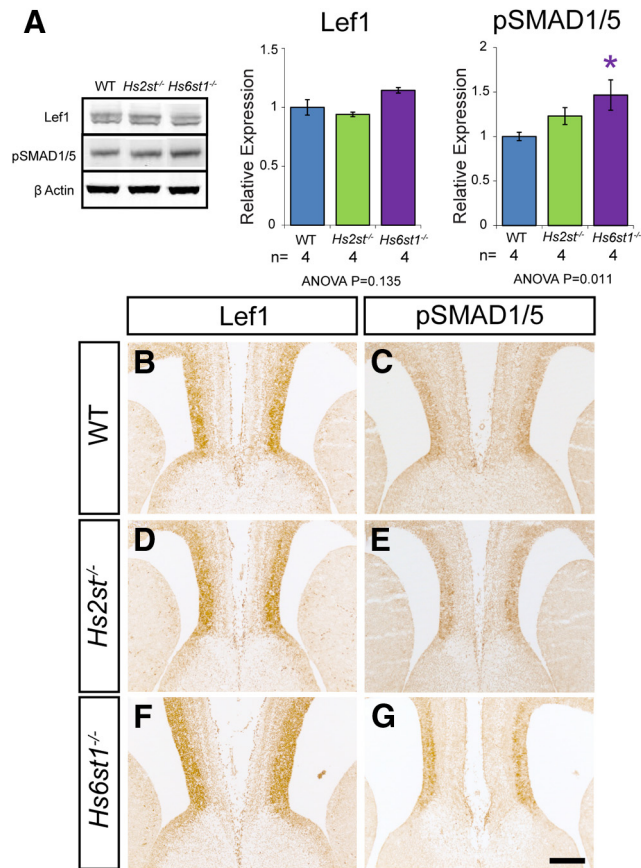 A
WT Hs2st-/- Hs6st1-/-
Lef1
pSMAD1/5
β Actin
Lef1
Relative Expression
1.5
1
0.5
0
WT Hs2st-/- Hs6st1-/-
n= 4 4 4
ANOVA P=0.135
pSMAD1/5
Relative Expression
2
1.5
1
0.5
0
*
WT Hs2st-/- Hs6st1-/-
n= 4 4 4
ANOVA P=0.011
Lef1 pSMAD1/5
WT
B C
Hs2st-/-
D E
Hs6st1-/-
F G